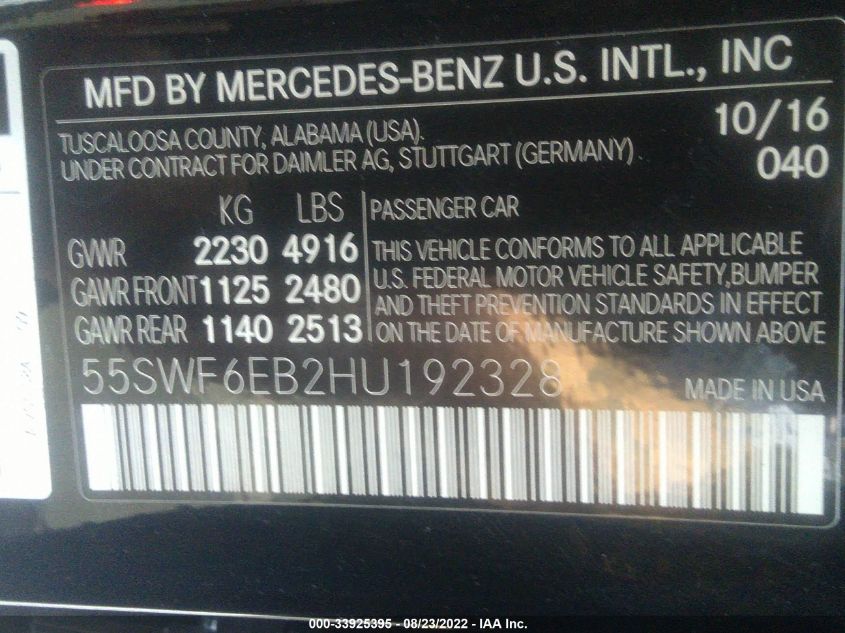 MFD BY MERCEDES-BENZ U.S. INTL., INC
TUSCALOOSA COUNTY, ALABAMA (USA).
UNDER CONTRACT FOR DAIMLER AG, STUTTGART (GERMANY)
10/16
040
KG LBS
GVWR 2230 4916
GAWR FRONT 1125 2480
GAWR REAR 1140 2513
PASSENGER CAR
THIS VEHICLE CONFORMS TO ALL APPLICABLE
U.S. FEDERAL MOTOR VEHICLE SAFETY, BUMPER
AND THEFT PREVENTION STANDARDS IN EFFECT
ON THE DATE OF MANUFACTURE SHOWN ABOVE
55SWF6EB2HU192328
MADE IN USA
000-33925395 - 08/23/2022 - IAA Inc.